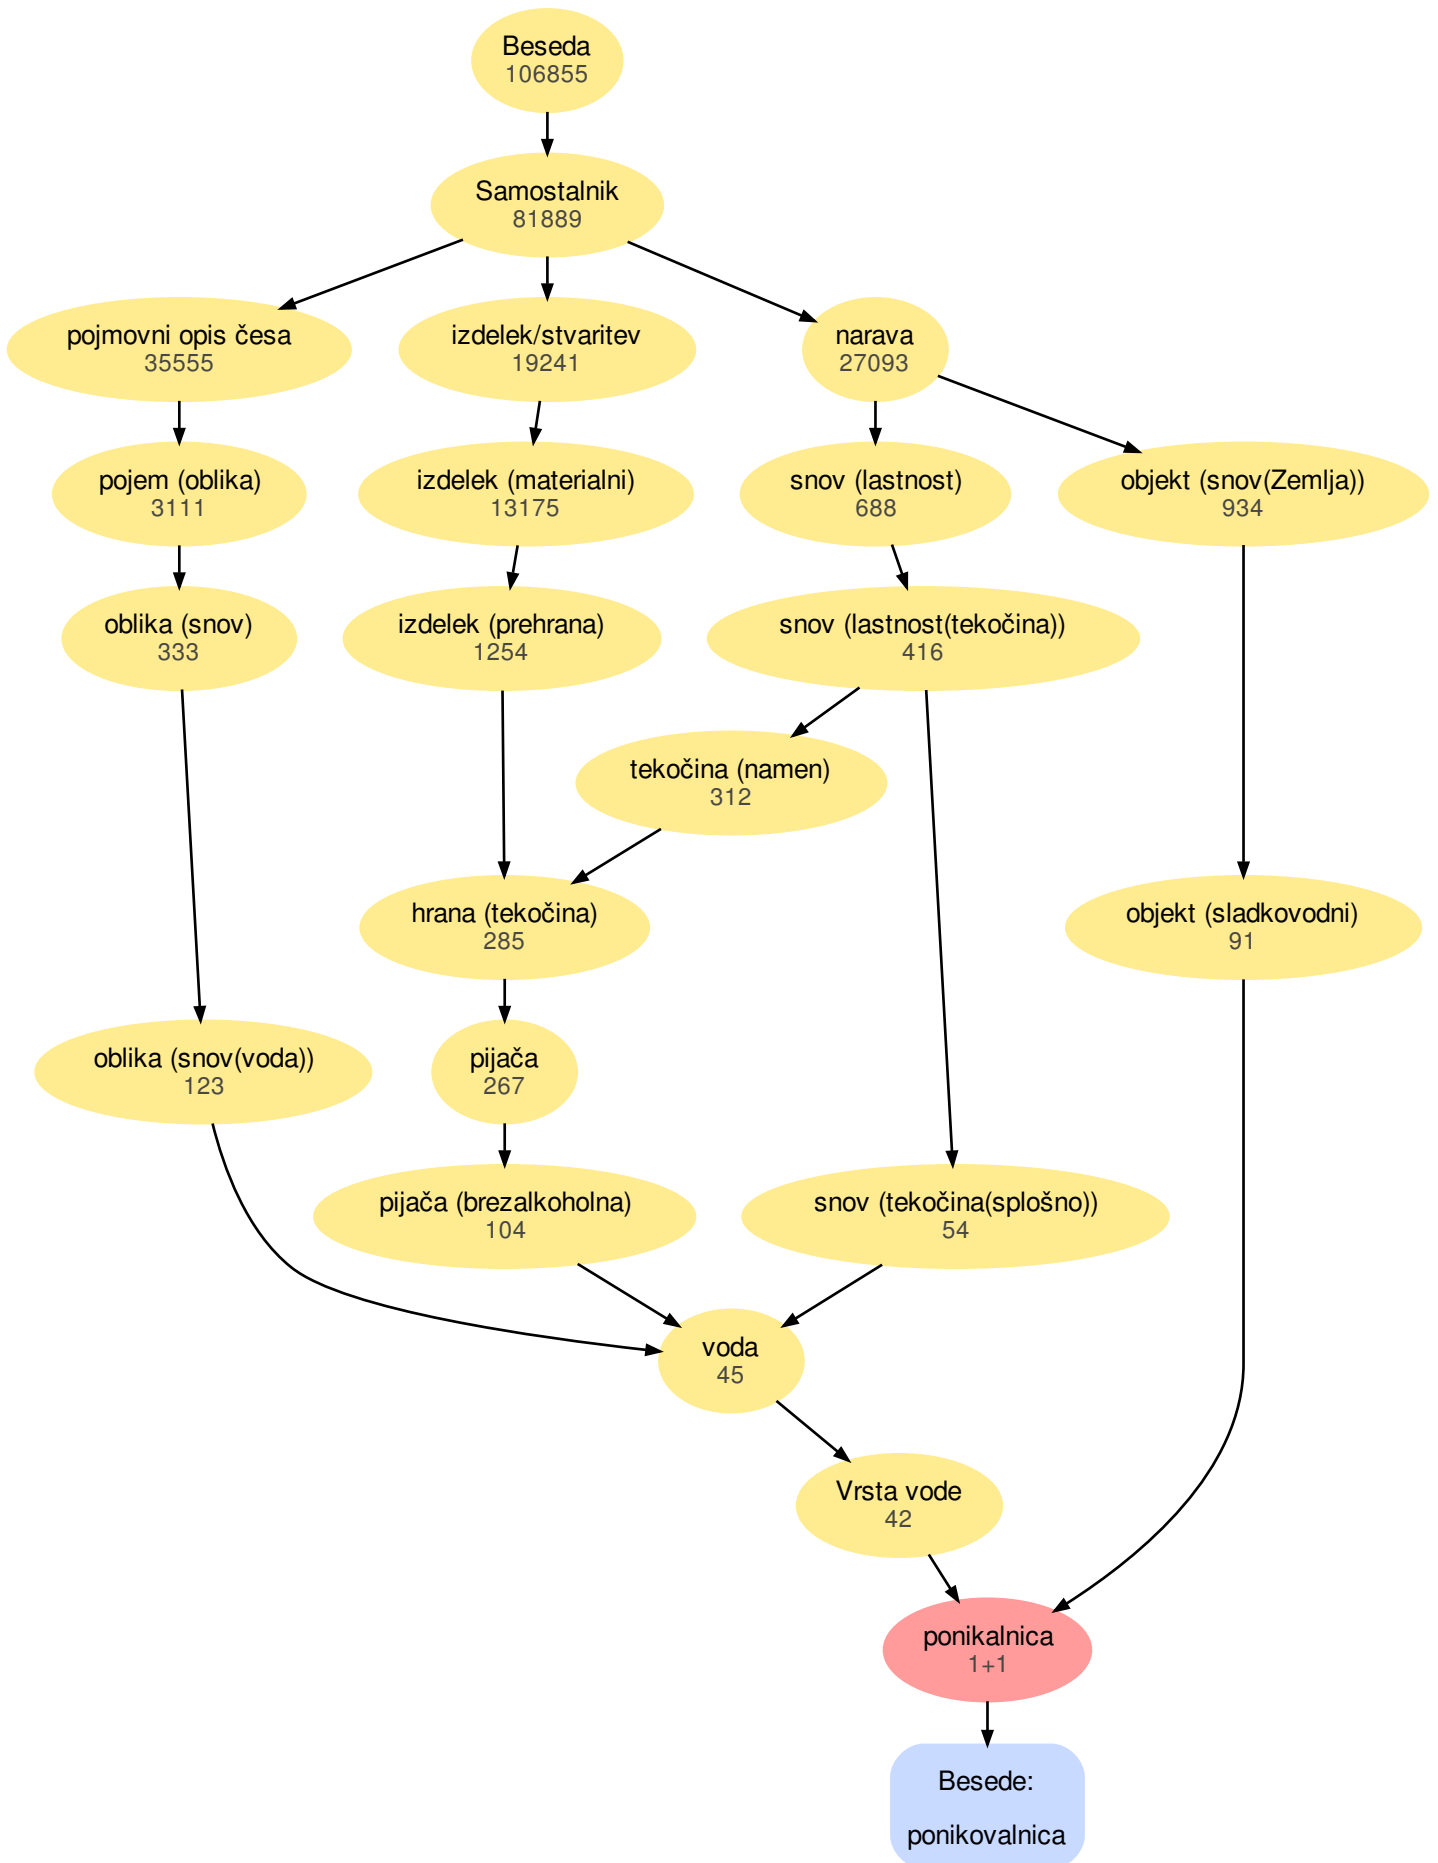 Beseda
106855
Samostalnik
81889
pojmovni opis česa
35555
izdelek/stvaritev
19241
narava
27093
pojem (oblika)
3111
izdelek (materialni)
13175
snov (lastnost)
688
objekt (snov(Zemlja))
934
oblika (snov)
333
izdelek (prehrana)
1254
snov (lastnost(tekočina))
416
tekočina (namen)
312
hrana (tekočina)
285
objekt (sladkovodni)
91
oblika (snov(voda))
123
pijača
267
pijača (brezalkoholna)
104
snov (tekočina(splošno))
54
voda
45
Vrsta vode
42
ponikalnica
1+1
Besede:
ponikovalnica